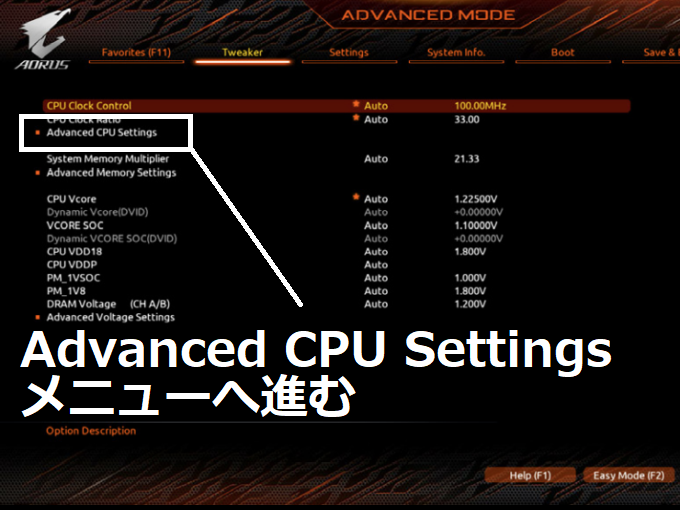 ADVANCED MODE
AORUS
Favorites (F11) Tweaker Settings System Info. Boot Save &
CPU Clock Control Auto 100.00MHz
CPU Clock Ratio Auto 33.00
Advanced CPU Settings
System Memory Multiplier Auto 21.33
Advanced Memory Settings
CPU Vcore Auto 1.22500V
Dynamic Vcore(DVID) Auto +0.00000V
VCORE SOC Auto 1.10000V
Dynamic VCORE SOC(DVID) Auto +0.00000V
CPU VDD18 Auto 1.800V
CPU VDDP Auto
PM_1VSOC Auto 1.000V
PM_1V8 Auto 1.800V
DRAM Voltage (CH A/B) Auto 1.200V
Advanced Voltage Settings
Advanced CPU Settings
メニューへ進む
Option Description
Help (F1) Easy Mode (F2)